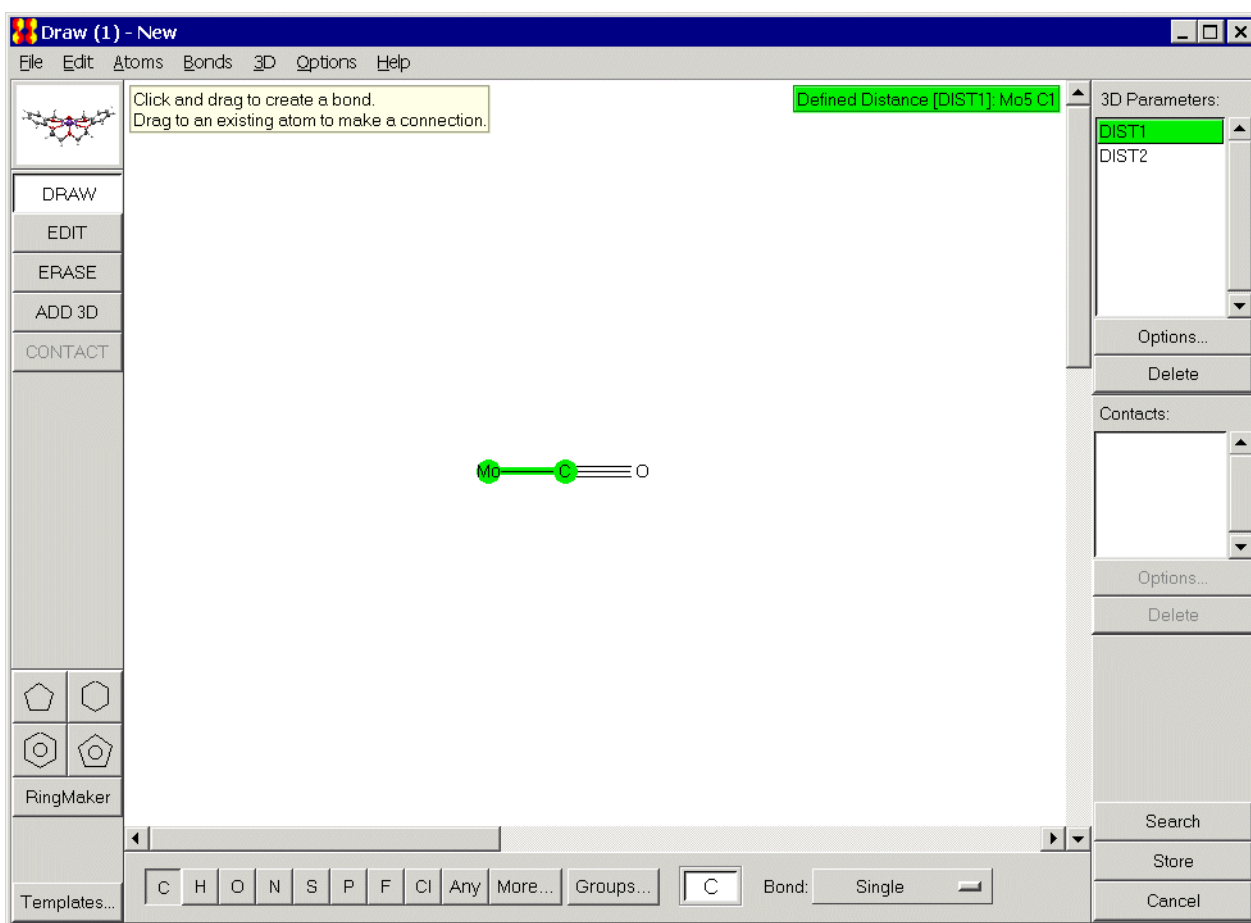 Draw (1) - New
File Edit Atoms Bonds 3D Options Help
Click and drag to create a bond.
Drag to an existing atom to make a connection.
Defined Distance [DIST1]: Mo5 C1
3D Parameters:
DIST1
DIST2
DRAW
EDIT
ERASE
ADD 3D
CONTACT
Options...
Delete
Contacts:
Mo C O
Options...
Delete
RingMaker
Templates...
C H O N S P F Cl Any More... Groups... C Bond: Single
Search
Store
Cancel